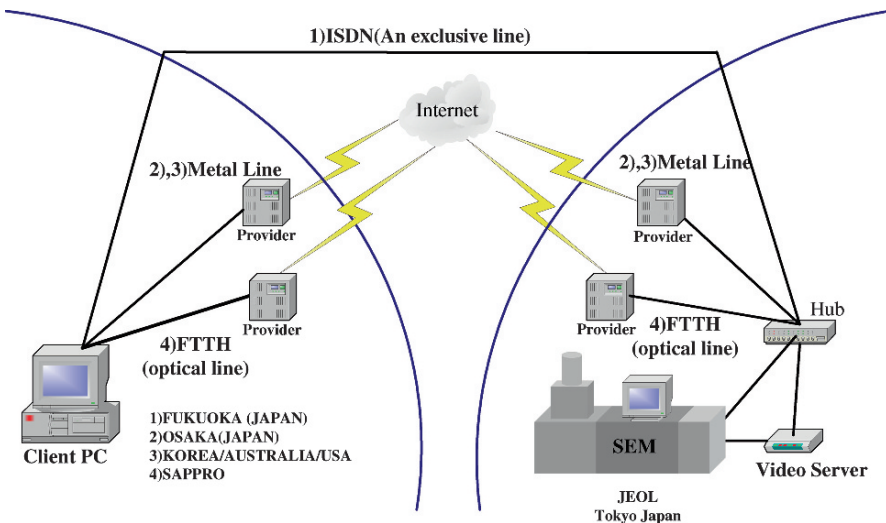 1)ISDN(An exclusive line)
Internet
2),3)Metal Line
Provider
Provider
4)FTTH
(optical line)
Client PC
1)FUKUOKA (JAPAN)
2)OSAKA(JAPAN)
3)KOREA/AUSTRALIA/USA
4)SAPPRO
2),3)Metal Line
Provider
Provider
4)FTTH
(optical line)
Hub
SEM
Video Server
JEOL
Tokyo Japan